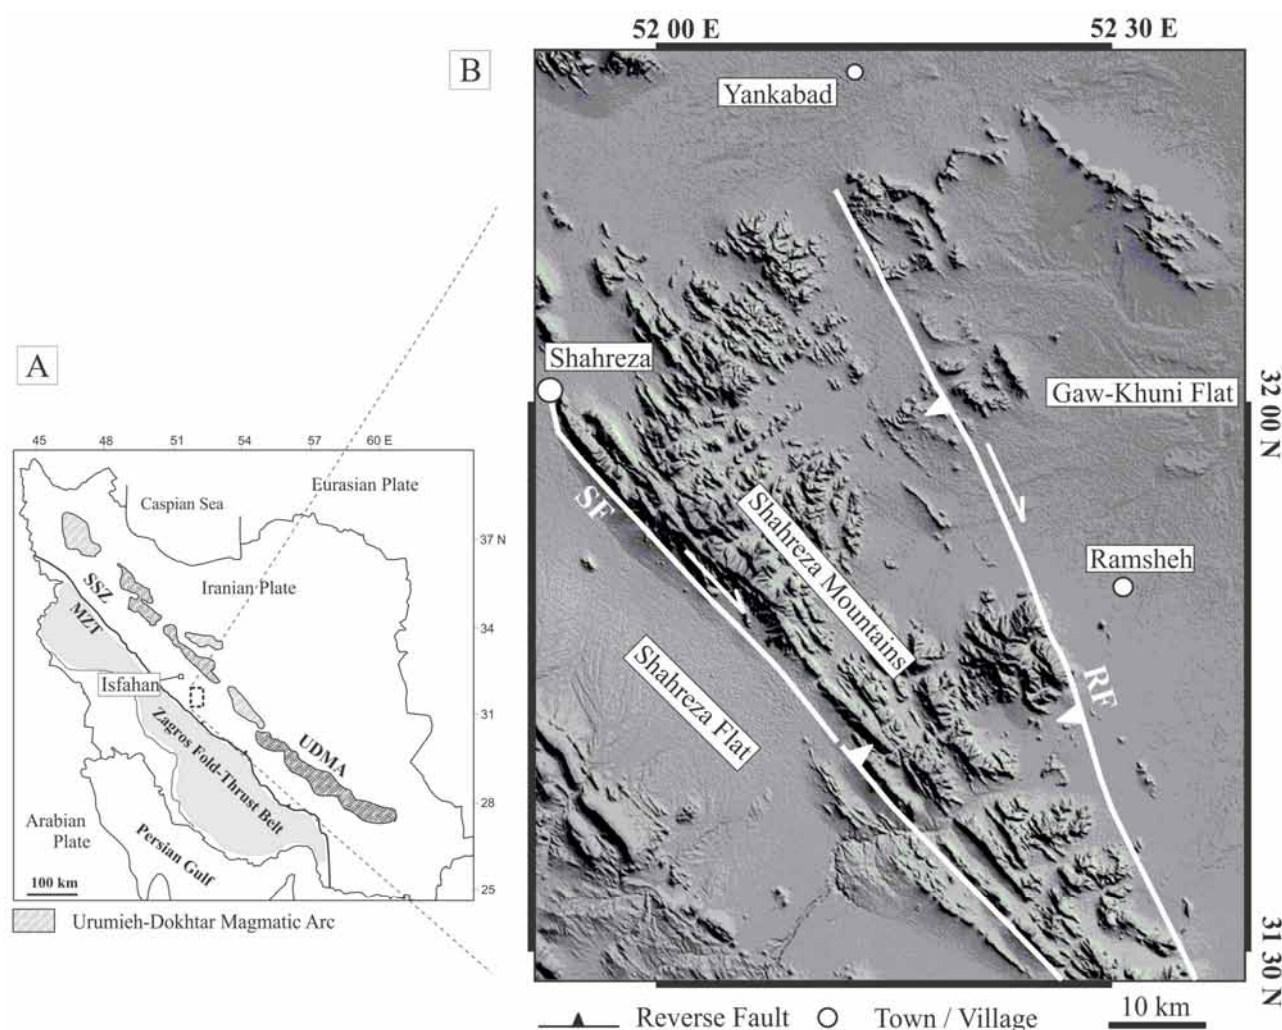 52 00 E
52 30 E
B
Yankabad
A
Shahreza
Gaw-Khuni Flat
32 00 N
45
48
51
54
57
60 E
Caspian Sea
Eurasian Plate
37 N
SF
Shahreza Mountains
Ramsheh
SSZ
Iranian Plate
MZT
34
Isfahan
Shahreza Flat
RF
31
Zagros Fold-Thrust Belt
UDMA
28
Arabian
Plate
Persian Gulf
100 km
25
Urumieh-Dokhtar Magmatic Arc
31 30 N
10 km
Reverse Fault
Town / Village